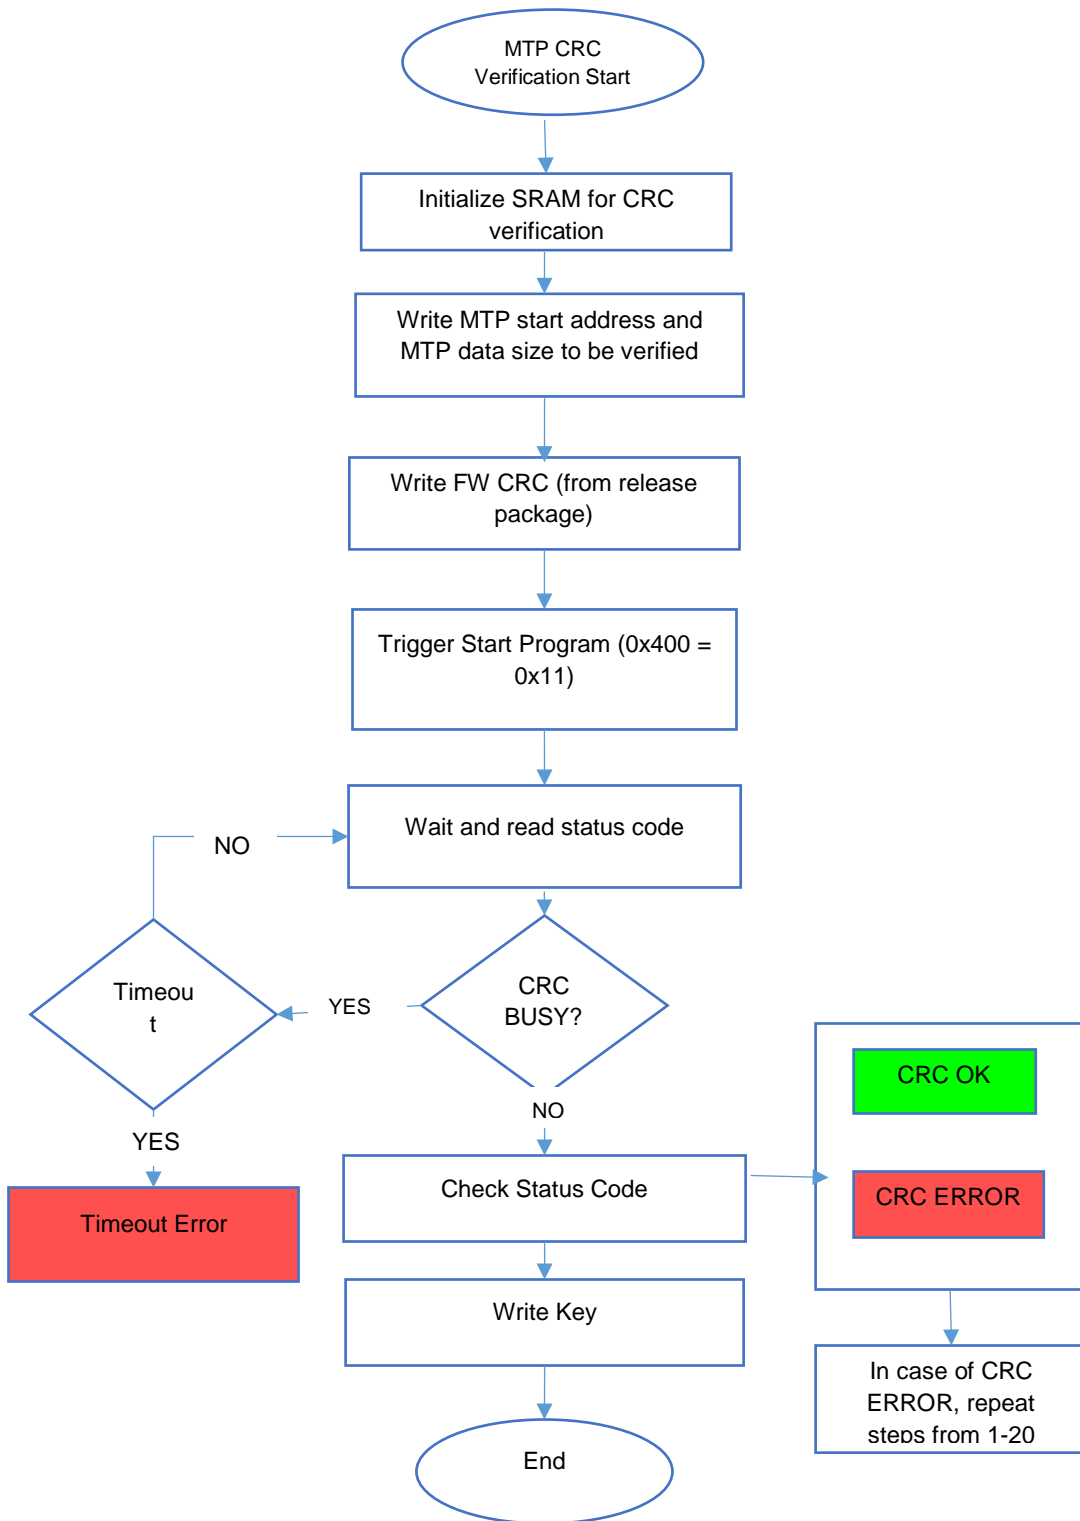 MTP CRC
Verification Start
Initialize SRAM for CRC
verification
Write MTP start address and
MTP data size to be verified
Write FW CRC (from release
package)
Trigger Start Program (0x400 =
0x11)
Wait and read status code
NO
Timeou
t
YES
CRC
BUSY?
CRC OK
NO
YES
Check Status Code
CRC ERROR
Timeout Error
Write Key
In case of CRC
ERROR, repeat
steps from 1-20
End